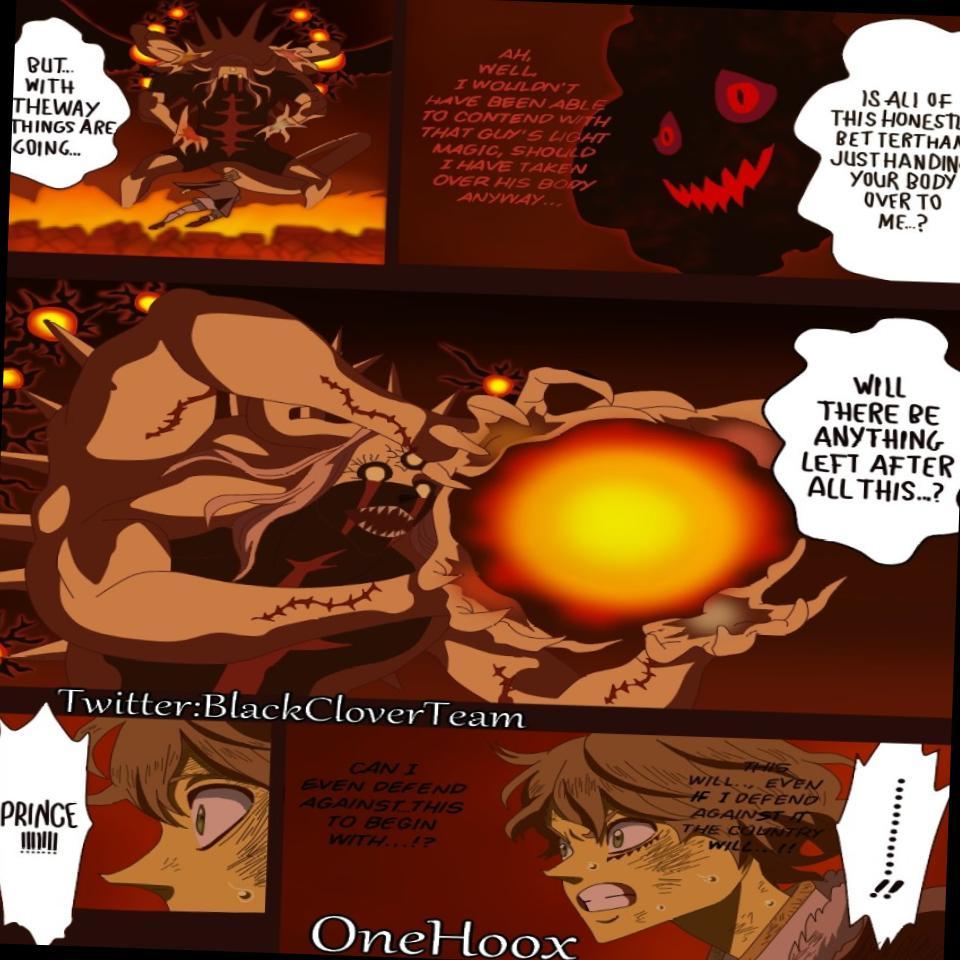 IS ALL OF
THIS HONESTL
BETTERTHAN
JUST HANDING
YOUR BODY
OVER TO
ME...?
AH,
WELL,
I WOULDN'T
HAVE BEEN ABLE
TO CONTEND WITH
THAT GUY'S LIGHT
MAGIC, SHOULD
I HAVE TAKEN
OVER HIS BODY
ANYWAY...
BUT...
WITH
THEWAY
THINGS ARE
GOING...
WILL
THERE BE
ANYTHING
LEFT AFTER
ALL THIS...?
Twitter:BlackCloverTeam
..........!!
THIS
WILL... EVEN
IF I DEFEND
AGAINST IT
THE COUNTRY
WILL...!!
CAN I
EVEN DEFEND
AGAINST THIS
TO BEGIN
WITH...!?
PRINCE
!!!!!!!
OneHoox